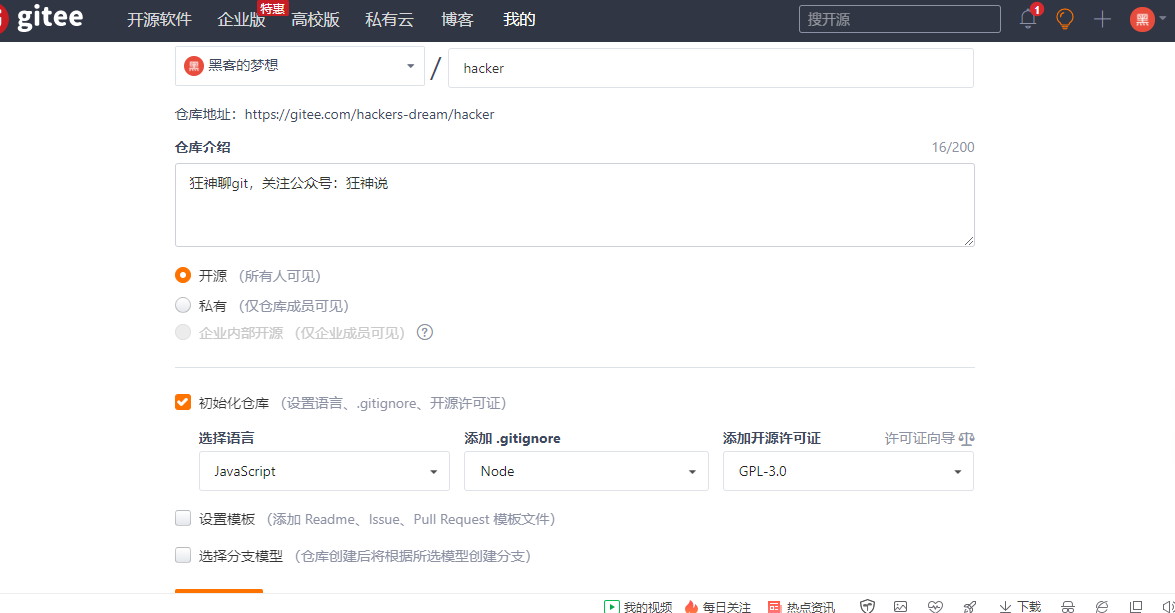 gitee 开源软件 企业版 特惠 高校版 私有云 博客 我的 搜开源 1 黑
黑 黑客的梦想 / hacker
仓库地址：https://gitee.com/hackers-dream/hacker
仓库介绍 16/200
狂神聊git，关注公众号：狂神说
开源 （所有人可见）
私有 （仅仓库成员可见）
企业内部开源 （仅企业成员可见） ?
初始化仓库 （设置语言、.gitignore、开源许可证）
选择语言 添加 .gitignore 添加开源许可证 许可证向导
JavaScript Node GPL-3.0
设置模板 （添加 Readme、Issue、Pull Request 模板文件）
选择分支模型 （仓库创建后将根据所选模型创建分支）
我的视频 每日关注 热点资讯 下载